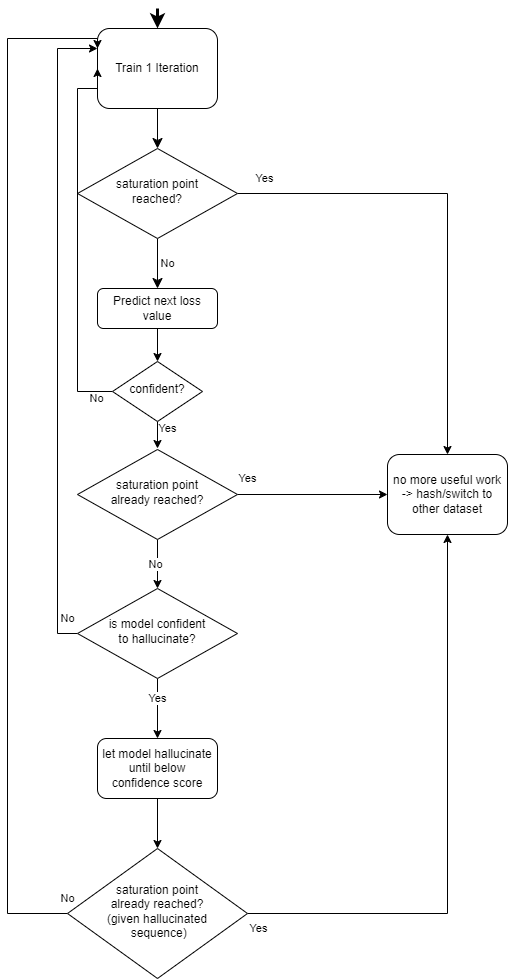 Train 1 Iteration
Yes
saturation point
reached?
No
Predict next loss
value
confident?
No
Yes
saturation point
already reached?
Yes
no more useful work
-> hash/switch to
other dataset
No
is model confident
to hallucinate?
No
Yes
let model hallucinate
until below
confidence score
No
saturation point
already reached?
(given hallucinated
sequence)
Yes